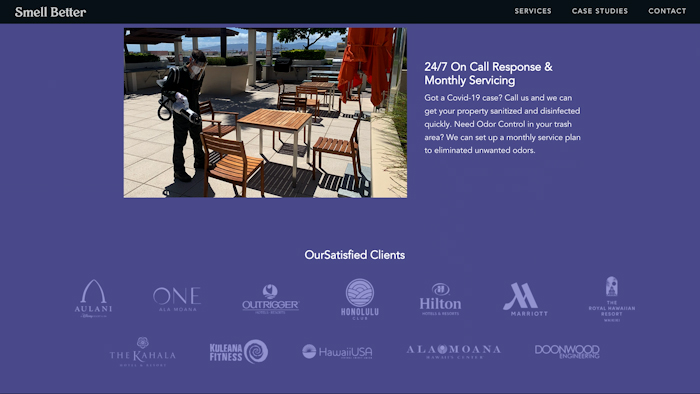 Smell Better
SERVICES CASE STUDIES CONTACT
24/7 On Call Response &
Monthly Servicing
Got a Covid-19 case? Call us and we can
get your property sanitized and disinfected
quickly. Need Odor Control in your trash
area? We can set up a monthly service plan
to eliminated unwanted odors.
OurSatisfied Clients
AULANI
ONE
ALA MOANA
OUTRIGGER
HOTELS & RESORTS
HONOLULU
CLUB
Hilton
HOTELS & RESORTS
MARRIOTT
THE
ROYAL HAWAIIAN
RESORT
WAIKIKI
THE KAHALA
HOTEL & RESORT
KULEANA
FITNESS
HawaiiUSA
ALA MOANA
HAWAII'S CENTER
DOONWOOD
ENGINEERING